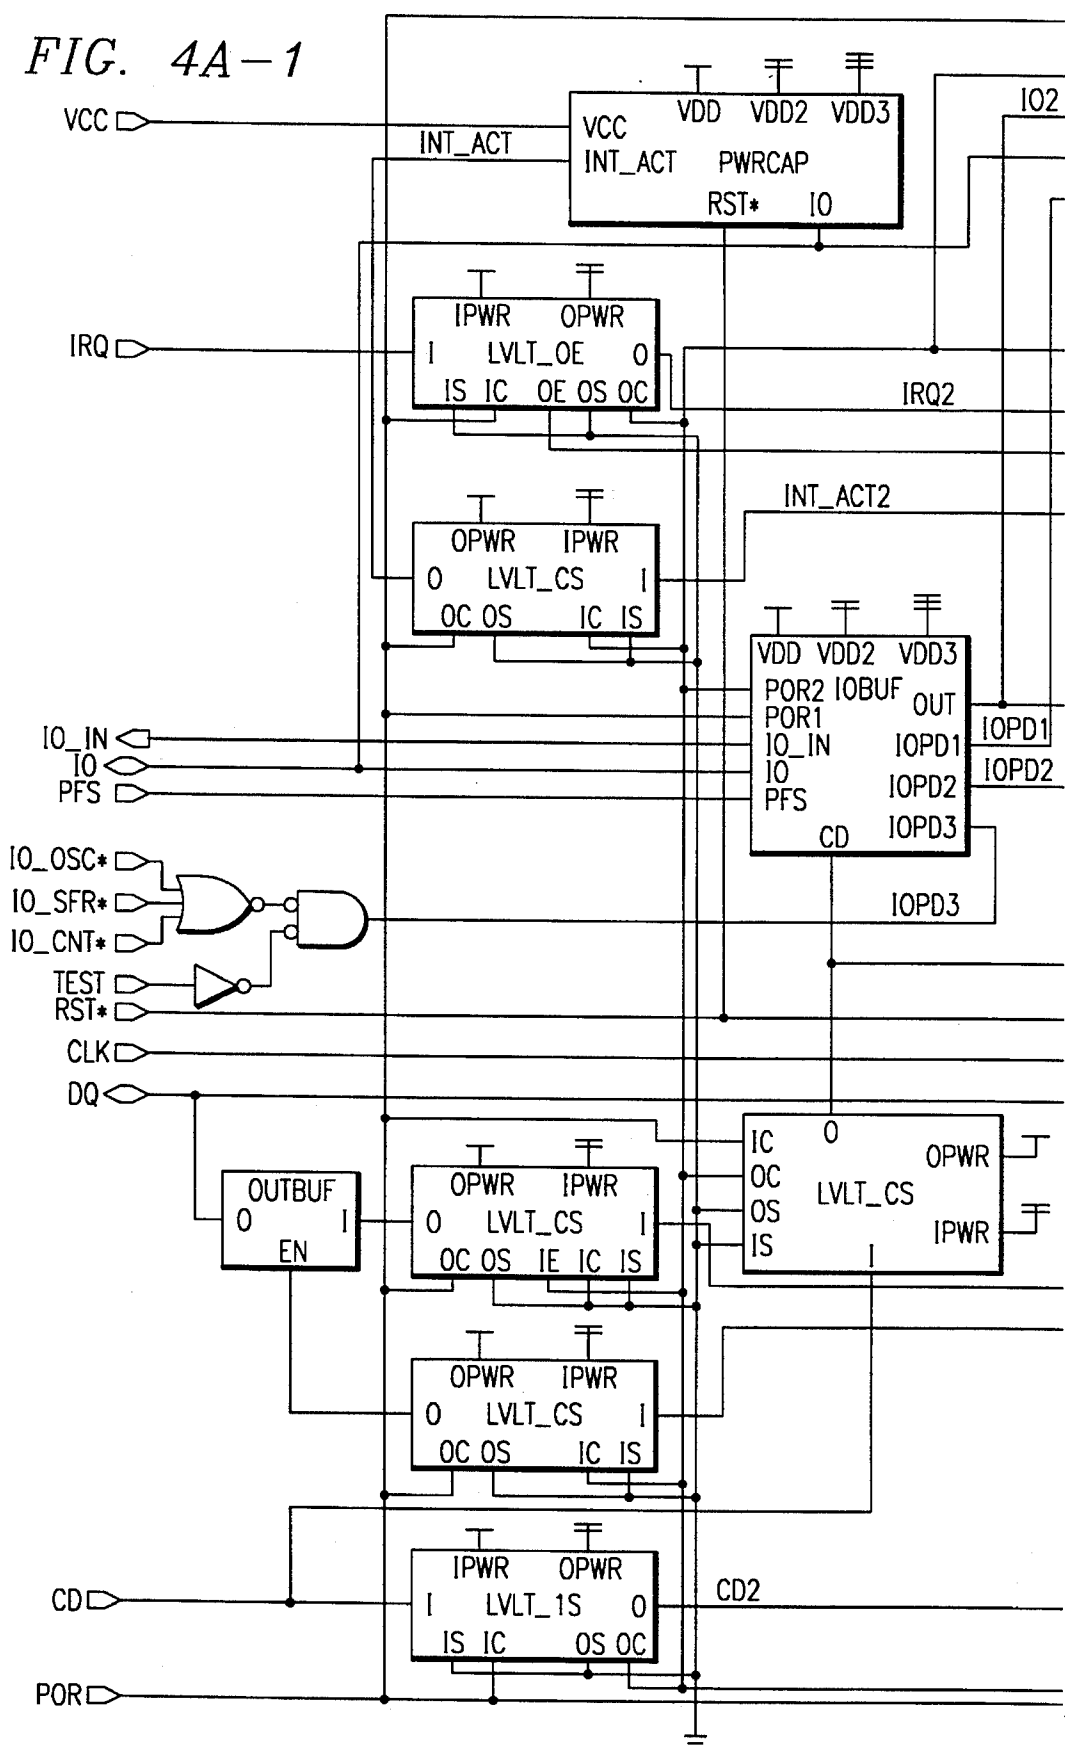 FIG. 4A-1
VCC
INT_ACT
VDD VDD2 VDD3
VCC
INT_ACT PWRCAP
RST* IO
IO2
IPWR OPWR
IRQ
I LVLT_OE O
IS IC OE OS OC
IRQ2
INT_ACT2
OPWR IPWR
O LVLT_CS I
OC OS IC IS
VDD VDD2 VDD3
POR2 IOBUF
OUT
POR1
IO_IN
IO
PFS
IOPD1
IOPD2
IOPD3
CD
IOPD1
IOPD2
IOPD3
IO_IN
IO
PFS
IO_OSC*
IO_SFR*
IO_CNT*
TEST
RST*
CLK
DQ
OUTBUF
O I
EN
OPWR IPWR
O LVLT_CS I
OC OS IE IC IS
O
IC
OC
OS
IS
LVLT_CS
OPWR
IPWR
I
OPWR IPWR
O LVLT_CS I
OC OS IC IS
IPWR OPWR
CD
I LVLT_1S O
IS IC OS OC
CD2
POR